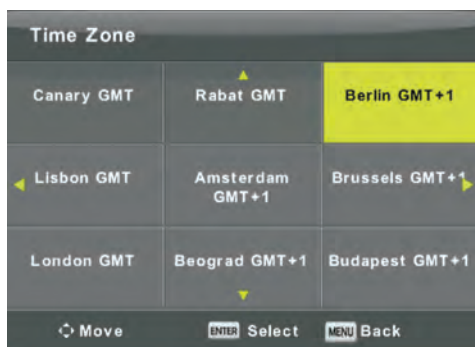 Time Zone
Canary GMT
Rabat GMT
Berlin GMT+1
Lisbon GMT
Amsterdam
GMT+1
Brussels GMT+1
London GMT
Beograd GMT+1
Budapest GMT+1
Move
ENTER Select
MENU Back